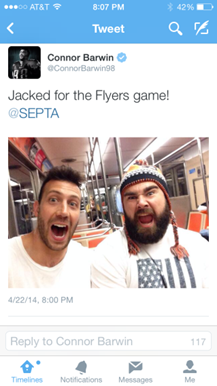 AT&T 8:07 PM 42%
Tweet
Connor Barwin
@ConnorBarwin98
Jacked for the Flyers game!
@SEPTA
4/22/14, 8:00 PM
Reply to Connor Barwin 117
Timelines Notifications Messages Me